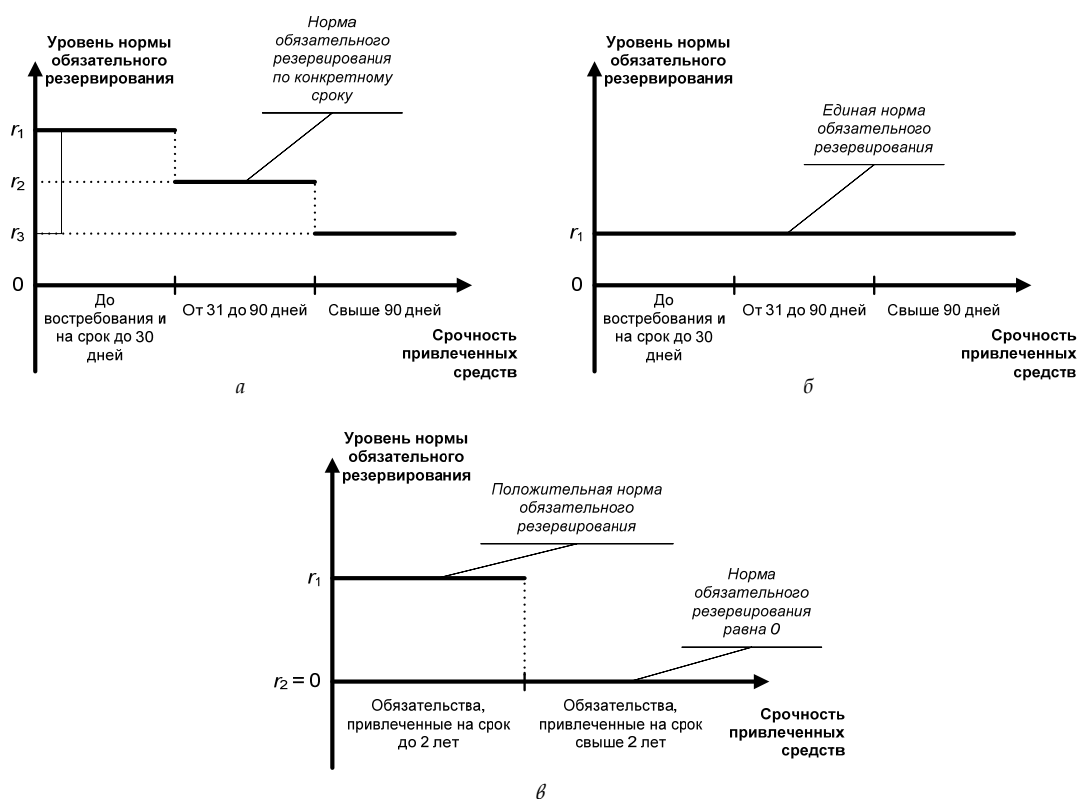 Уровень нормы
обязательного
резервирования
Норма
обязательного
резервирования
по конкретному
сроку
r1
r2
r3
0
До
востребования и
на срок до 30
дней
От 31 до 90 дней
Свыше 90 дней
Срочность
привлеченных
средств
а
Уровень нормы
обязательного
резервирования
Единая норма
обязательного
резервирования
r1
0
До
востребования и
на срок до 30
дней
От 31 до 90 дней
Свыше 90 дней
Срочность
привлеченных
средств
б
Уровень нормы
обязательного
резервирования
Положительная норма
обязательного
резервирования
Норма
обязательного
резервирования
равна 0
r1
r2 = 0
Обязательства,
привлеченные на срок
до 2 лет
Обязательства,
привлеченные на срок
свыше 2 лет
Срочность
привлеченных
средств
в